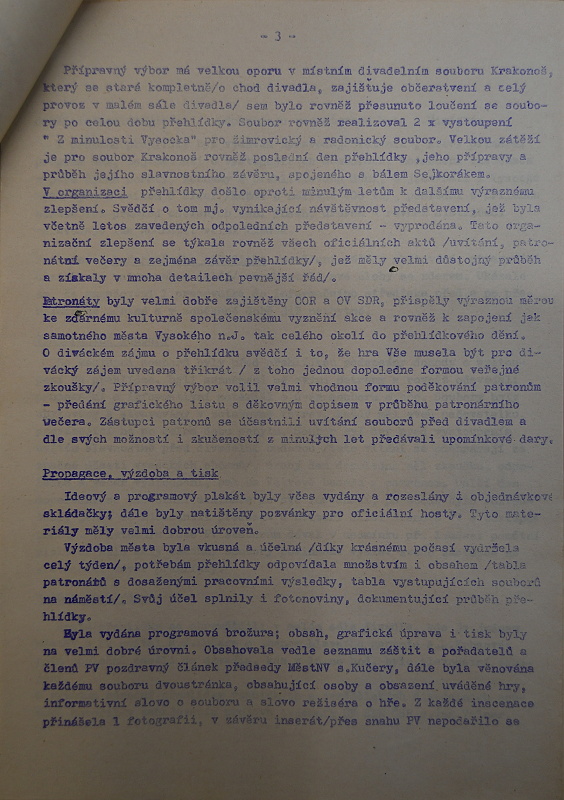 - 3 -
Přípravný výbor má velkou oporu v místním divadelním souboru Krakonoš,
který se stará kompletně/o chod divadla, zajištuje občerstvení a celý
provoz v malém sále divadla/ sem bylo rovněž přesunuto loučení se soubo-
ry po celou dobu přehlídky. Soubor rovněž realizoval 2 x vystoupení
" Z minulosti Vysocka" pro žimrovický a radonický soubor. Velkou zátěží
je pro soubor Krakonoš rovněž poslední den přehlídky ,jeho přípravy a
průběh jejího slavnostního závěru, spojeného s bálem Sejkorákem.
V organizaci přehlídky došlo oproti minulým letům k dalšímu výraznému
zlepšení. Svědčí o tom mj. vynikající návštěvnost představení, jež byla
včetně letos zavedených odpoledních představení - vyprodána. Tato orga-
nizační zlepšení se týkala rovněž všech oficiálních aktů /uvítání, patro-
nátní večery a zejména závěr přehlídky/, jež měly velmi důstojný průběh
a získaly v mnoha detailech pevnější řád/.
Patronáty byly velmi dobře zajištěny COR a OV SDR, přispěly výraznou měrou
ke zdárnému kulturně společenskému vyznění akce a rovněž k zapojení jak
samotného města Vysokého n.J. tak celého okolí do přehlídkového dění.
O diváckém zájmu o přehlídku svědčí i to, že hra Vše musela být pro di-
vácký zájem uvedena třikrát / z toho jednou dopoledne formou veřejné
zkoušky/. Přípravný výbor volil velmi vhodnou formu poděkování patronům
- předání grafického listu s děkovným dopisem v průběhu patronárního
večera. Zástupci patronů se účastnili uvítání souborů před divadlem a
dle svých možností i zkušeností z minulých let předávali upomínkové dary.
Propagace, výzdoba a tisk
Ideový a programový plakát byly včas vydány a rozeslány i objednávkové
skládačky; dále byly natištěny pozvánky pro oficiální hosty. Tyto mate-
riály měly velmi dobrou úroveň.
Výzdoba města byla vkusná a účelná /díky krásnému počasí vydržela
celý týden/, potřebám přehlídky odpovídala množstvím i obsahem /tabla
patronátů s dosaženými pracovními výsledky, tabla vystupujících souborů
na náměstí/. Svůj účel splnily i fotonoviny, dokumentující průběh pře-
hlídky.
Byla vydána programová brožura; obsah, grafická úprava i tisk byly
na velmi dobré úrovni. Obsahovala vedle seznamu záštit a pořadatelů a
členů PV pozdravný článek předsedy MěstNV s.Kučery, dále byla věnována
každému souboru dvoustránka, obsahující osoby a obsazení uváděné hry,
informativní slovo o souboru a slovo režiséra o hře. Z každé inscenace
přinášela 1 fotografii, v závěru inserát/přes snahu PV nepodařilo se